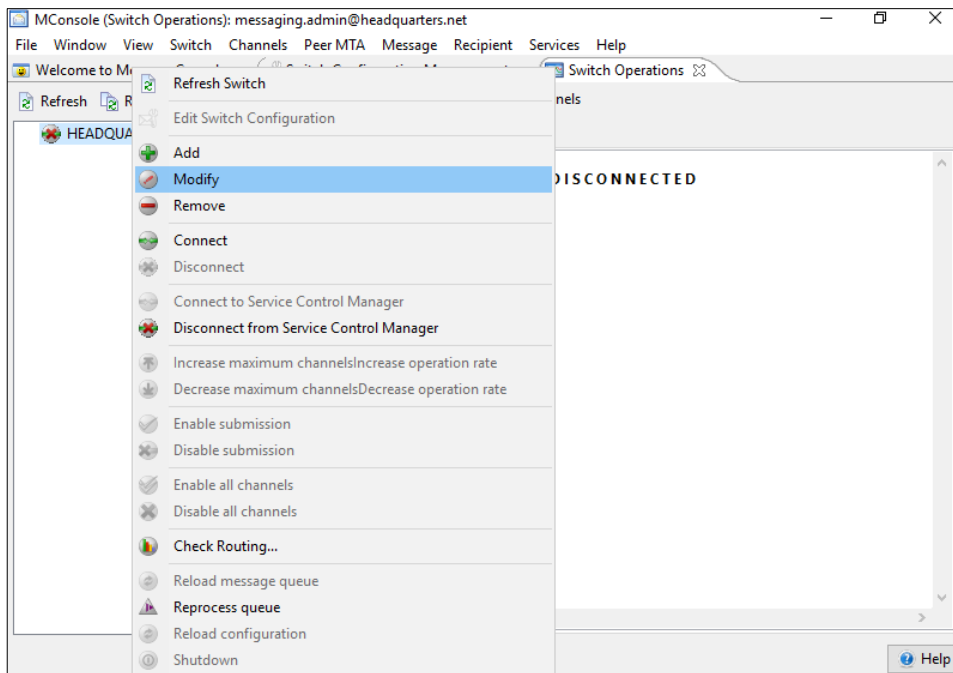 MConsole (Switch Operations): messaging.admin@headquarters.net
File Window View Switch Channels Peer MTA Message Recipient Services Help
Welcome to M
Switch Operations
Refresh
nels
HEADQUA
DISCONNECTED
Refresh Switch
Edit Switch Configuration
Add
Modify
Remove
Connect
Disconnect
Connect to Service Control Manager
Disconnect from Service Control Manager
Increase maximum channelsIncrease operation rate
Decrease maximum channelsDecrease operation rate
Enable submission
Disable submission
Enable all channels
Disable all channels
Check Routing...
Reload message queue
Reprocess queue
Reload configuration
Shutdown
Help